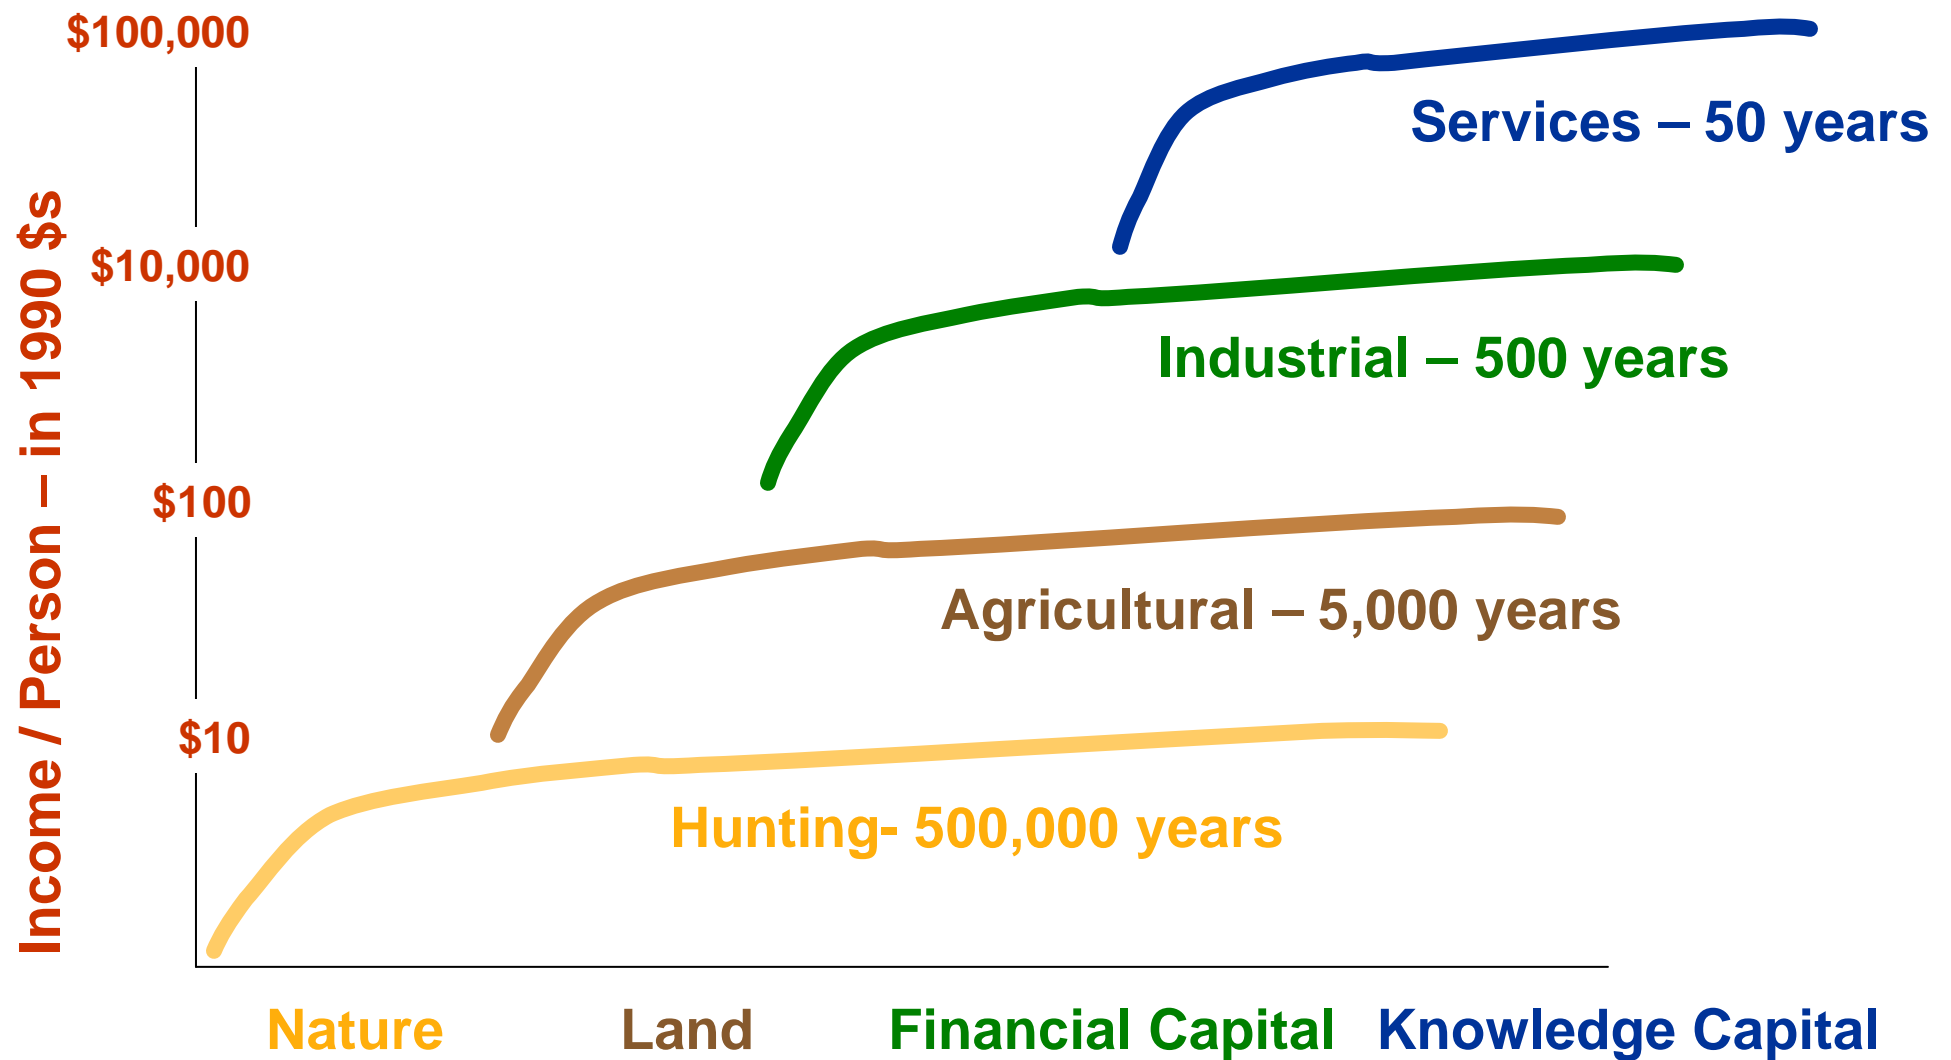 $100,000
Services – 50 years
Income / Person – in 1990 $s
$10,000
Industrial – 500 years
$100
Agricultural – 5,000 years
$10
Hunting- 500,000 years
Nature
Land
Financial Capital
Knowledge Capital